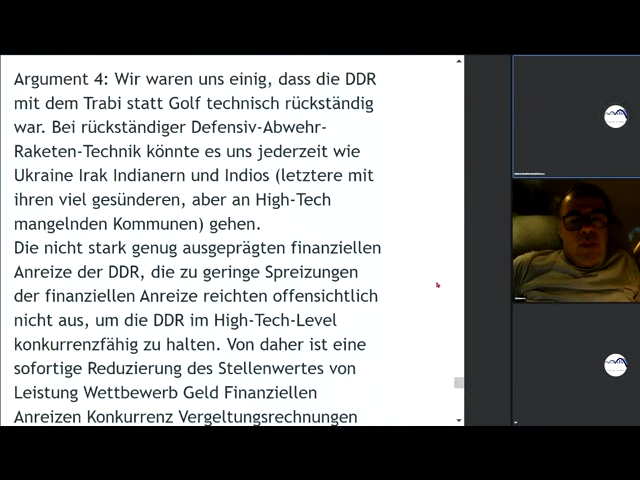 Argument 4: Wir waren uns einig, dass die DDR
mit dem Trabi statt Golf technisch rückständig
war. Bei rückständiger Defensiv-Abwehr-
Raketen-Technik könnte es uns jederzeit wie
Ukraine Irak Indianern und Indios (letztere mit
ihren viel gesünderen, aber an High-Tech
mangelnden Kommunen) gehen.
Die nicht stark genug ausgeprägten finanziellen
Anreize der DDR, die zu geringe Spreizungen
der finanziellen Anreize reichten offensichtlich
nicht aus, um die DDR im High-Tech-Level
konkurrenzfähig zu halten. Von daher ist eine
sofortige Reduzierung des Stellenwertes von
Leistung Wettbewerb Geld Finanziellen
Anreizen Konkurrenz Vergeltungsrechnungen